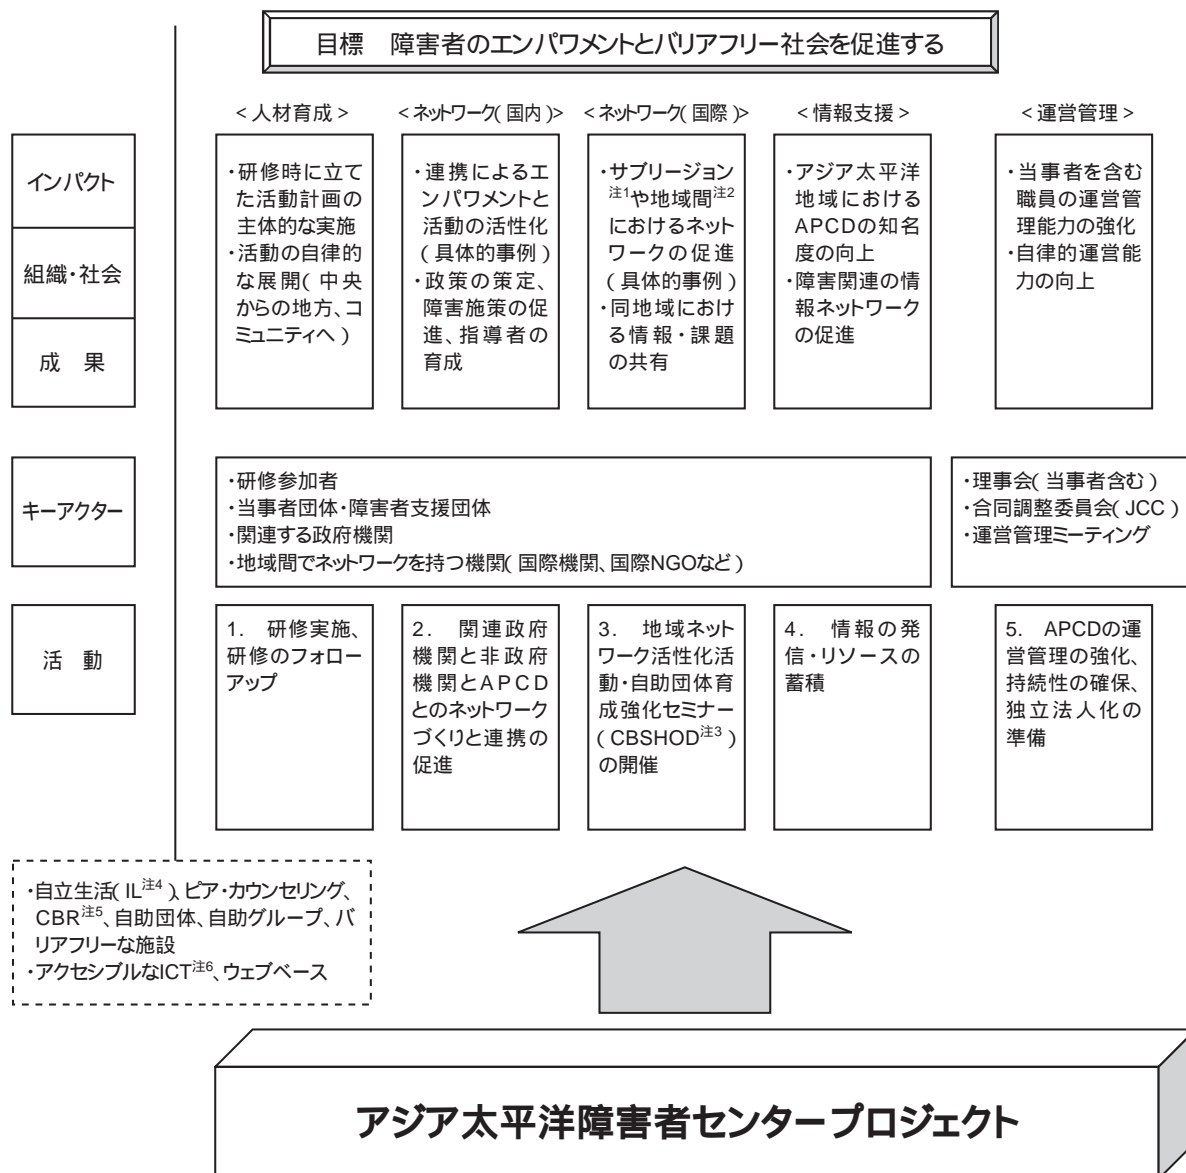 目標　障害者のエンパワメントとバリアフリー社会を促進する
＜人材育成＞
＜ネットワーク（国内）＞
＜ネットワーク（国際）＞
＜情報支援＞
＜運営管理＞
インパクト
組織・社会
成　果
・研修時に立て
た活動計画の
主体的な実施
・活動の自律的
な展開（中央
からの地方、コ
ミュニティへ）
・連携によるエ
ンパワメントと
活動の活性化
（具体的事例）
・政策の策定、
障害施策の促
進、指導者の
育成
・サブリージョン
注1や地域間注2
におけるネット
ワークの促進
（具体的事例）
・同地域におけ
る情報・課題
の共有
・アジア太平洋
地域における
APCDの知名
度の向上
・障害関連の情
報ネットワーク
の促進
・当事者を含む
職員の運営管
理能力の強化
・自律的運営能
力の向上
キーアクター
・研修参加者
・当事者団体・障害者支援団体
・関連する政府機関
・地域間でネットワークを持つ機関（国際機関、国際NGOなど）
・理事会（当事者含む）
・合同調整委員会（JCC）
・運営管理ミーティング
活　動
1.　研修実施、
研修のフォロー
アップ
2.　関連政府
機関と非政府
機関とAPCD
とのネットワーク
づくりと連携の
促進
3.　地域ネット
ワーク活性化活
動・自助団体育
成強化セミナー
（CBSHOD注3）
の開催
4.　情報の発
信・リソースの
蓄積
5.　APCDの運
営管理の強化、
持続性の確保、
独立法人化の
準備
・自立生活（IL注4）、ピア・カウンセリング、
CBR注5、自助団体、自助グループ、バ
リアフリーな施設
・アクセシブルなICT注6、ウェブベース
アジア太平洋障害者センタープロジェクト